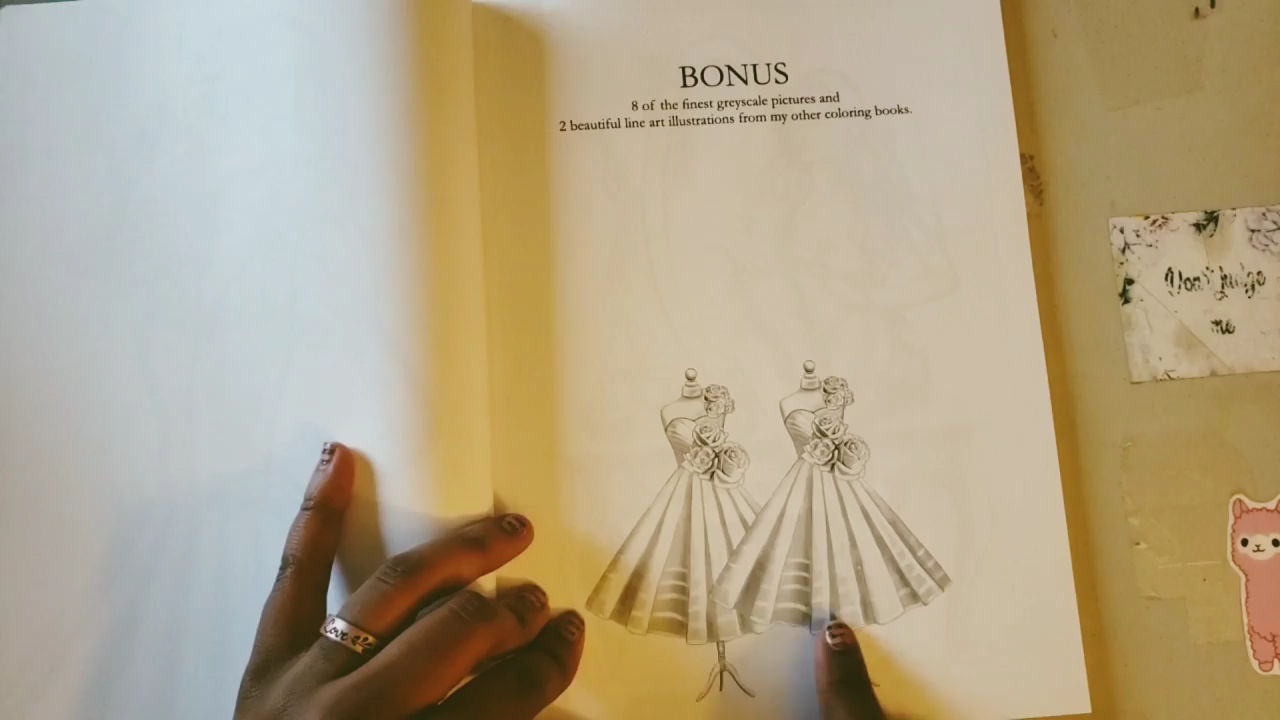 BONUS
8 of the finest greyscale pictures and
2 beautiful line art illustrations from my other coloring books.
Don't judge
me
Love